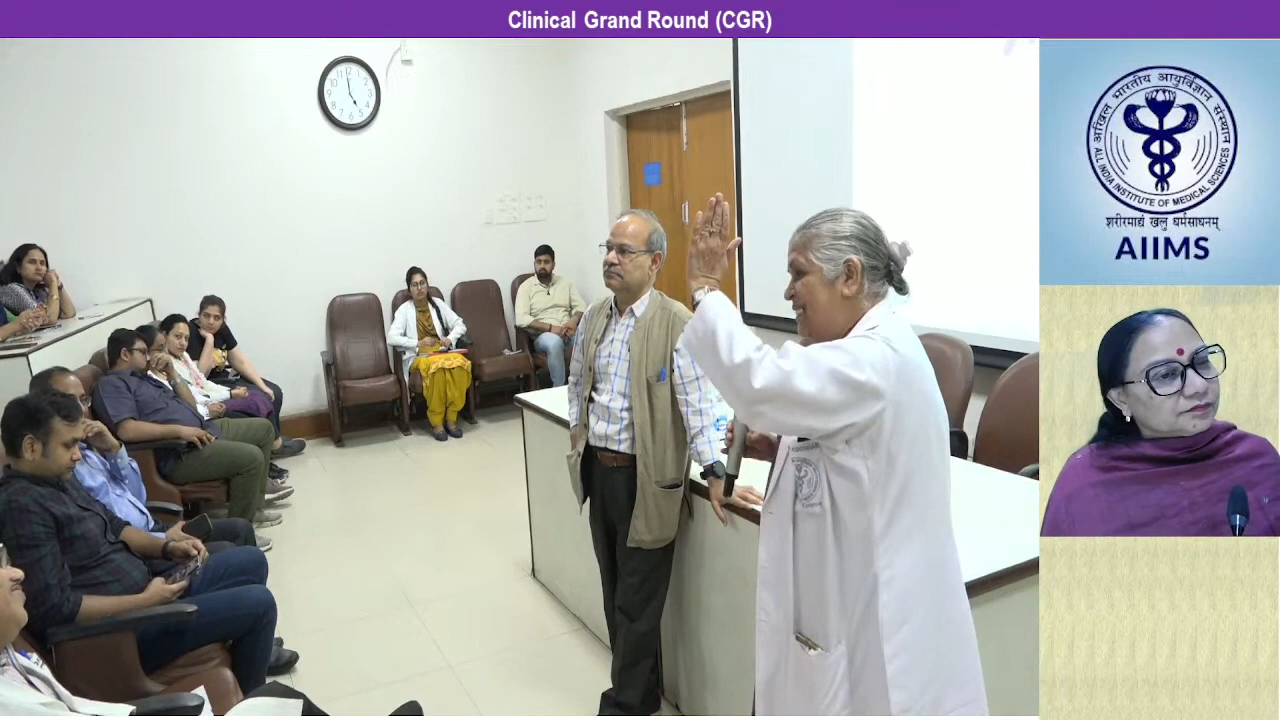 Clinical Grand Round (CGR)
अखिल भारतीय आयुर्विज्ञान संस्थान
ALL INDIA INSTITUTE OF MEDICAL SCIENCES
शरीरमाद्यं खलु धर्मसाधनम्
AIIMS